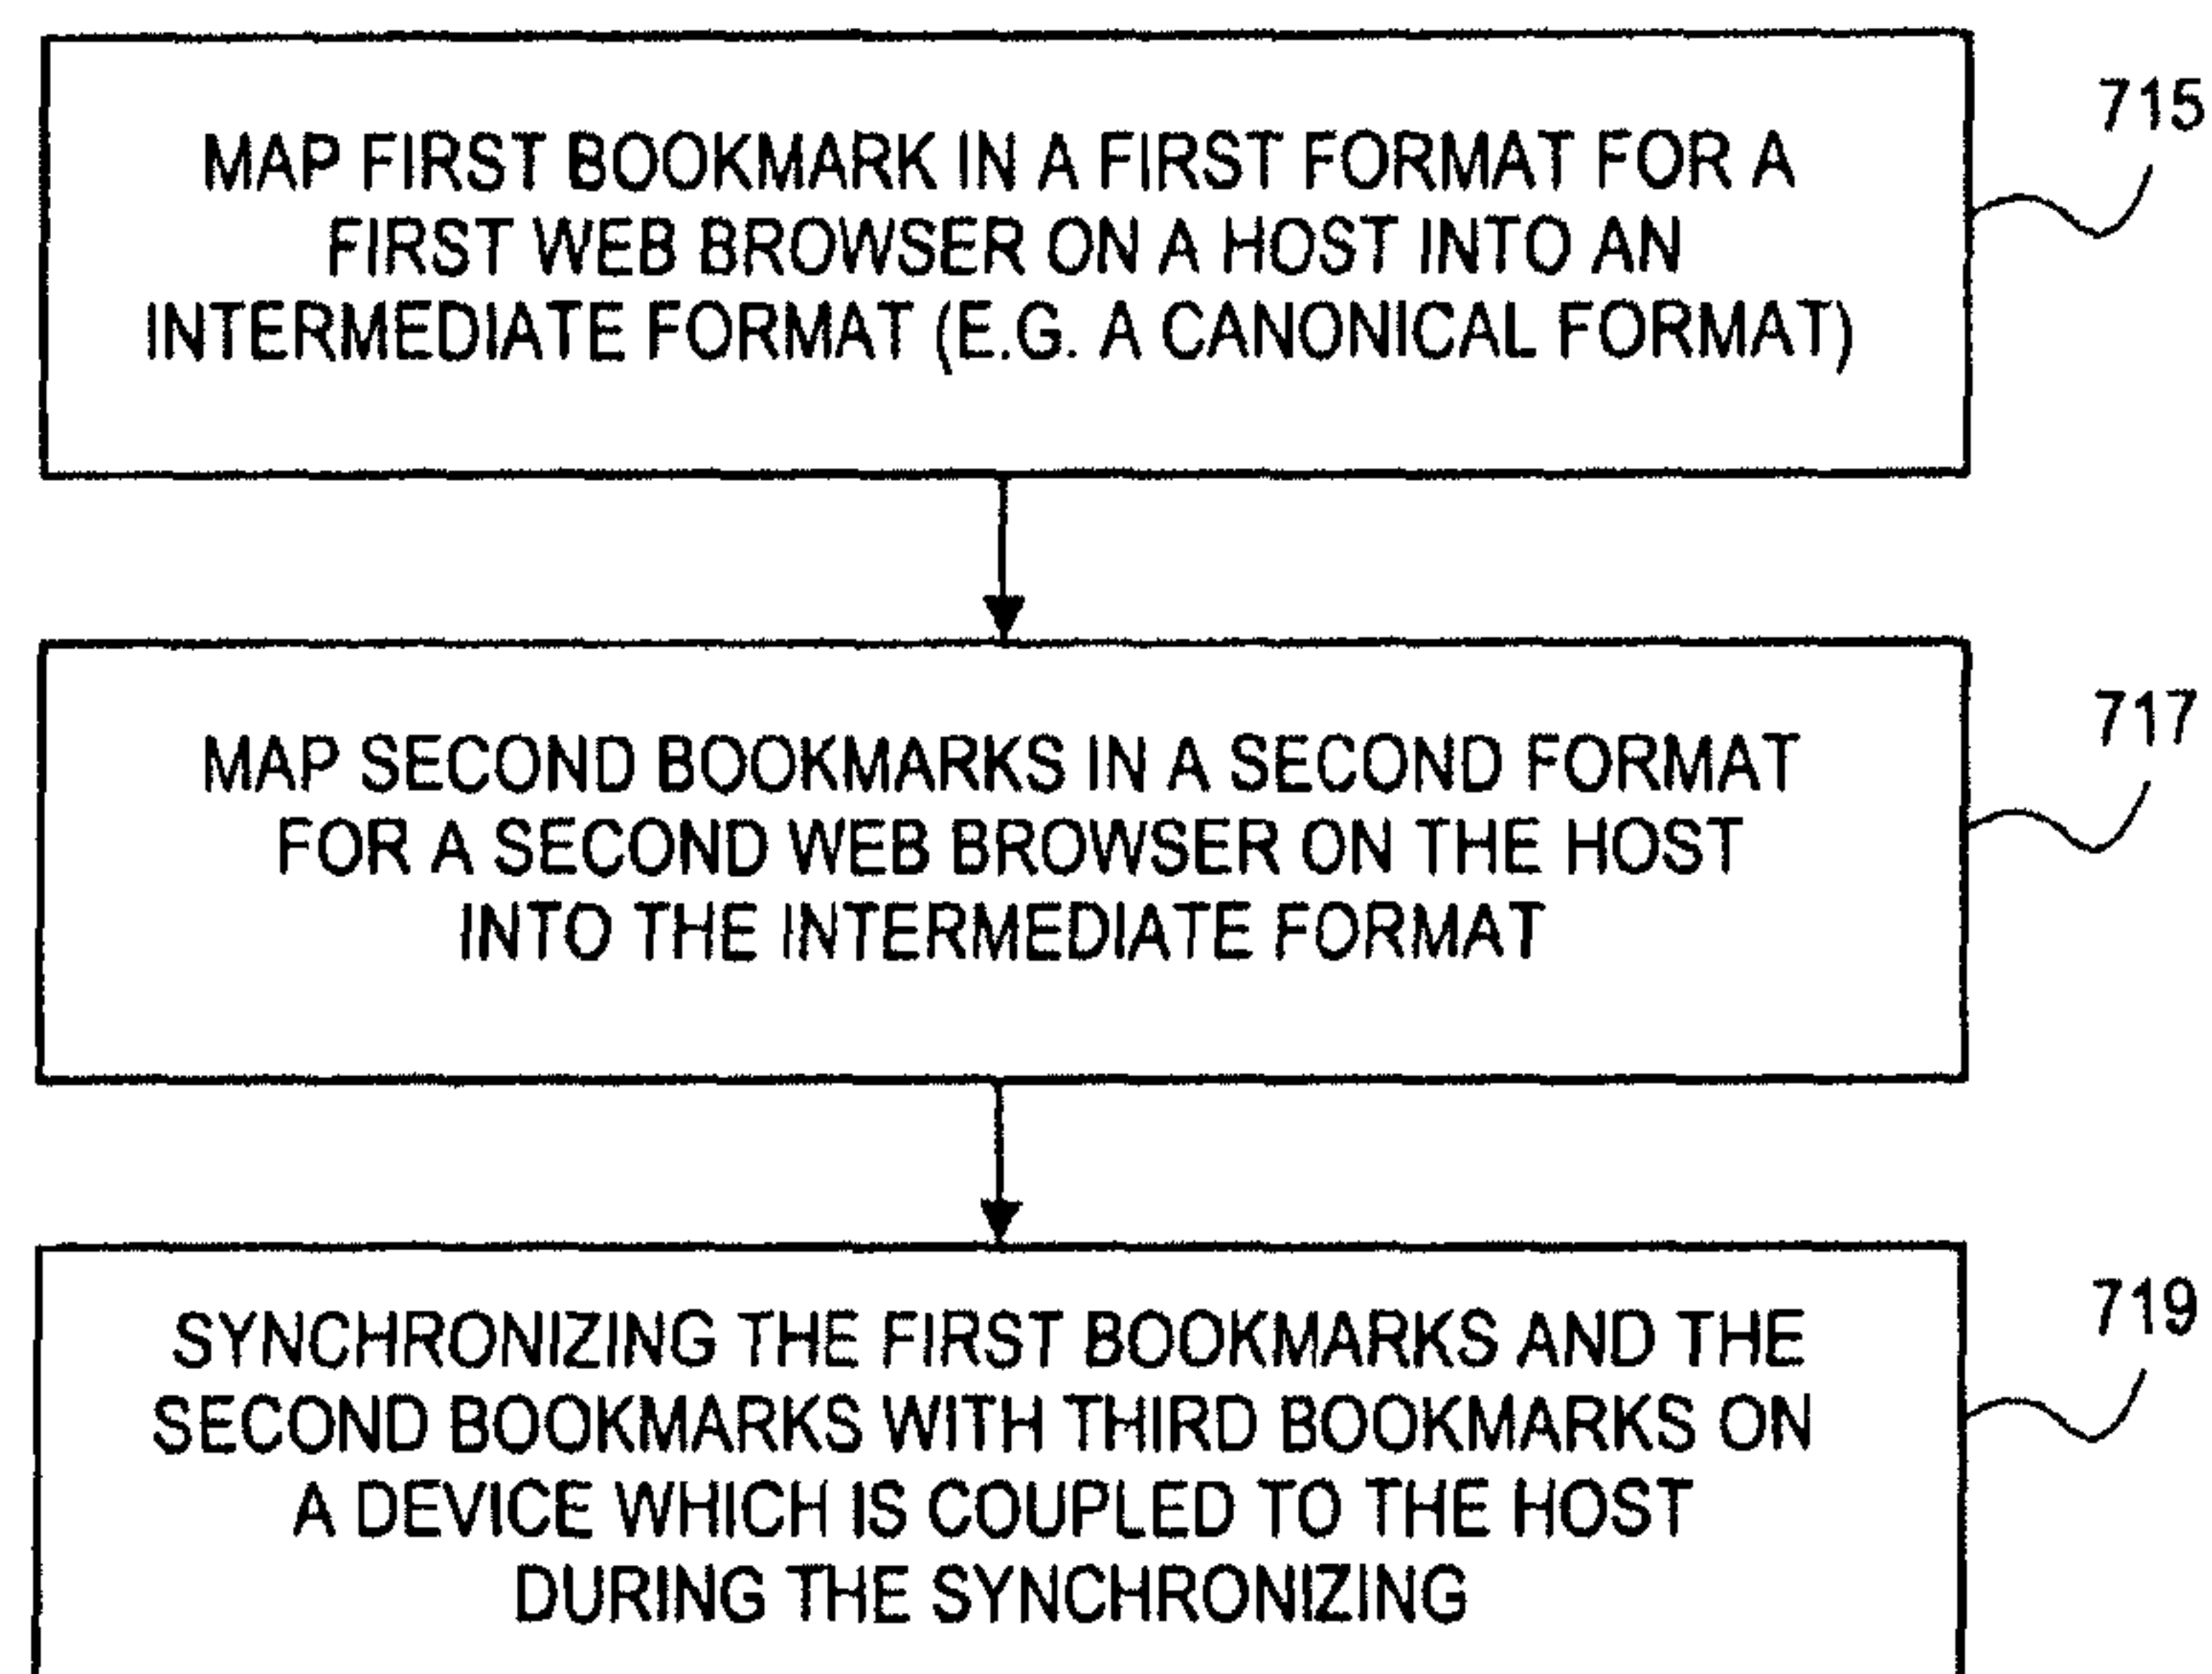 MAP FIRST BOOKMARK IN A FIRST FORMAT FOR A
FIRST WEB BROWSER ON A HOST INTO AN
INTERMEDIATE FORMAT (E.G. A CANONICAL FORMAT)
715
MAP SECOND BOOKMARKS IN A SECOND FORMAT
FOR A SECOND WEB BROWSER ON THE HOST
INTO THE INTERMEDIATE FORMAT
717
SYNCHRONIZING THE FIRST BOOKMARKS AND THE
SECOND BOOKMARKS WITH THIRD BOOKMARKS ON
A DEVICE WHICH IS COUPLED TO THE HOST
DURING THE SYNCHRONIZING
719